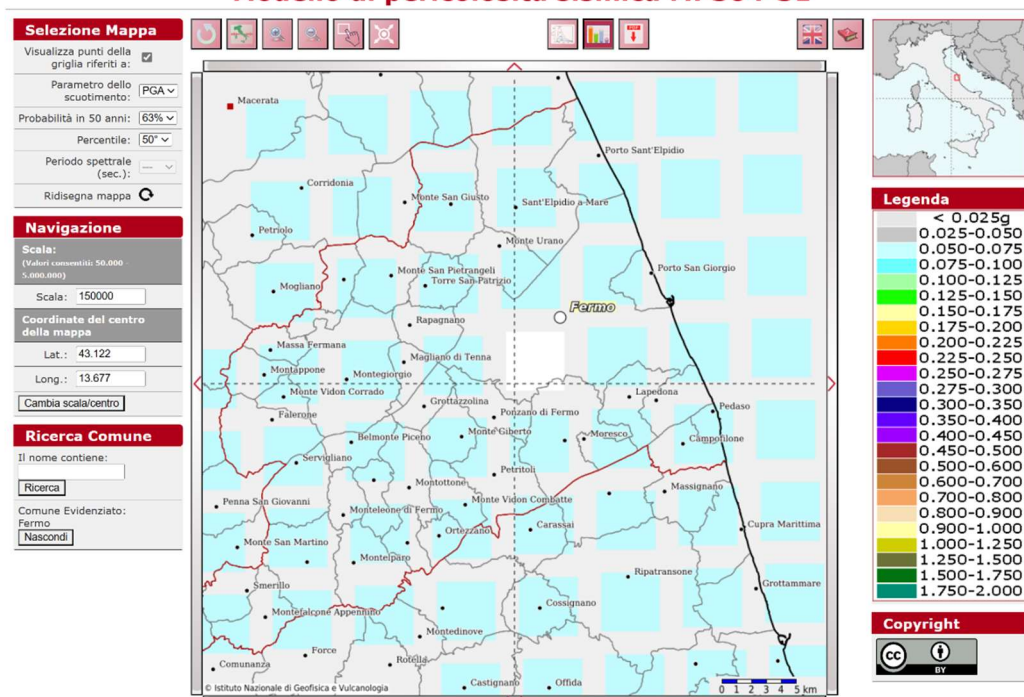 Selezione Mappa
Visualizza punti della
griglia riferiti a:
Parametro dello
scuotimento:
PGA
Probabilità in 50 anni:
63%
Percentile:
50°
Periodo spettrale
(sec.):
---
Ridisegna mappa
Navigazione
Scala:
(Valori consentiti: 50.000 -
5.000.000)
Scala:
150000
Coordinate del centro
della mappa
Lat.:
43.122
Long.:
13.677
Cambia scala/centro
Ricerca Comune
Il nome contiene:
Ricerca
Comune Evidenziato:
Fermo
Nascondi
Macerata
Porto Sant'Elpidio
Corridonia
Monte San Giusto
Sant'Elpidio a Mare
Petriolo
Monte Urano
Monte San Pietrangeli
Torre San Patrizio
Porto San Giorgio
Mogliano
Fermo
Rapagnano
Massa Fermana
Magliano di Tenna
Montappone
Montegiorgio
Monte Vidon Corrado
Lapedona
Grottazzolina
Pedaso
Falerone
Ponzano di Fermo
Belmonte Piceno
Monte Giberto
Moresco
Campofilone
Servigliano
Petritoli
Montottone
Massignano
Penna San Giovanni
Monte Vidon Combatte
Monteleone di Fermo
Carassai
Cupra Marittima
Ortezzano
Monte San Martino
Montelparo
Ripatransone
Smerillo
Grottammare
Cossignano
Montefalcone Appennino
Montedinove
Force
Rotella
Comunanza
Castignano
Offida
© Istituto Nazionale di Geofisica e Vulcanologia
0 1 2 3 4 5 km
Legenda
< 0.025g
0.025-0.050
0.050-0.075
0.075-0.100
0.100-0.125
0.125-0.150
0.150-0.175
0.175-0.200
0.200-0.225
0.225-0.250
0.250-0.275
0.275-0.300
0.300-0.350
0.350-0.400
0.400-0.450
0.450-0.500
0.500-0.600
0.600-0.700
0.700-0.800
0.800-0.900
0.900-1.000
1.000-1.250
1.250-1.500
1.500-1.750
1.750-2.000
Copyright
cc
BY